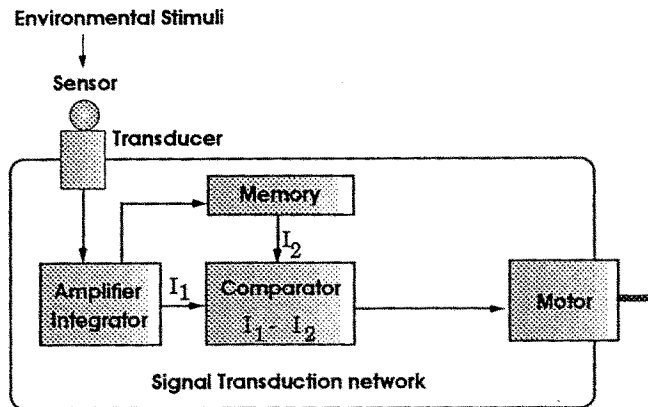 Environmental Stimuli
Sensor
Transducer
Memory
I2
Amplifier
Integrator
I1
Comparator
I1 - I2
Motor
Signal Transduction network